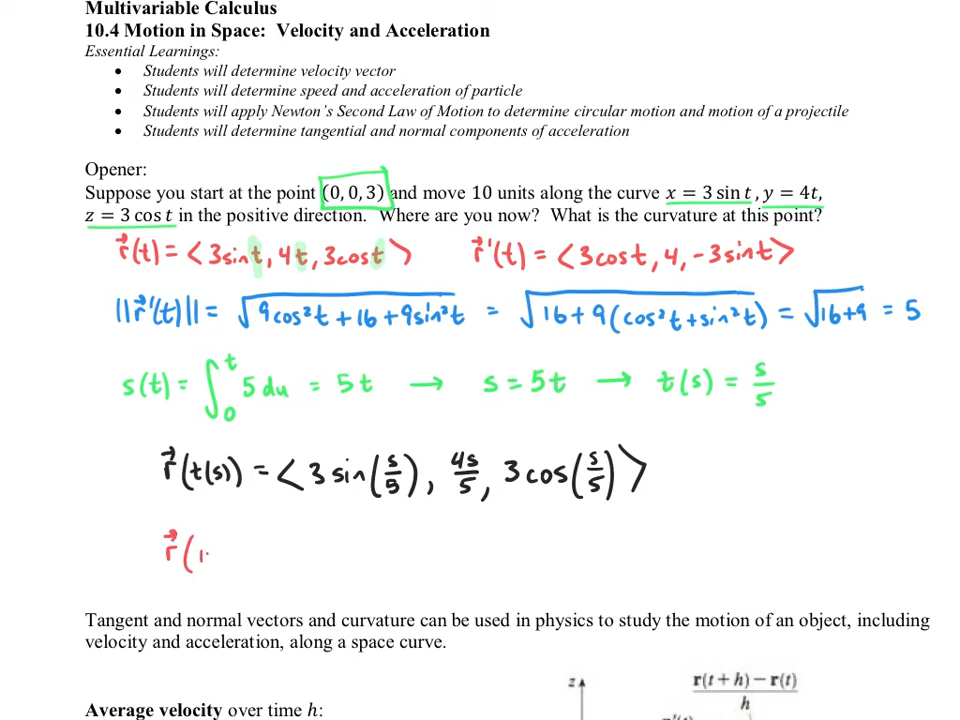 Multivariable Calculus
10.4 Motion in Space: Velocity and Acceleration
Essential Learnings:
• Students will determine velocity vector
• Students will determine speed and acceleration of particle
• Students will apply Newton's Second Law of Motion to determine circular motion and motion of a projectile
• Students will determine tangential and normal components of acceleration
Opener:
Suppose you start at the point (0, 0, 3) and move 10 units along the curve x = 3 sin t, y = 4t,
z = 3 cos t in the positive direction. Where are you now? What is the curvature at this point?
r⃗(t) = <3sint, 4t, 3cost> r⃗'(t) = <3cost, 4, -3sint>
||r⃗'(t)|| = √(9cos²t + 16 + 9sin²t) = √(16+9(cos²t+sin²t)) = √(16+9) = 5
s(t) = ∫₀ᵗ 5 du = 5t → s = 5t → t(s) = s/5
r⃗(t(s)) = <3 sin(s/5), 4s/5, 3 cos(s/5)>
r⃗(1
Tangent and normal vectors and curvature can be used in physics to study the motion of an object, including
velocity and acceleration, along a space curve.
r(t + h) − r(t)
z
h
Average velocity over time h: